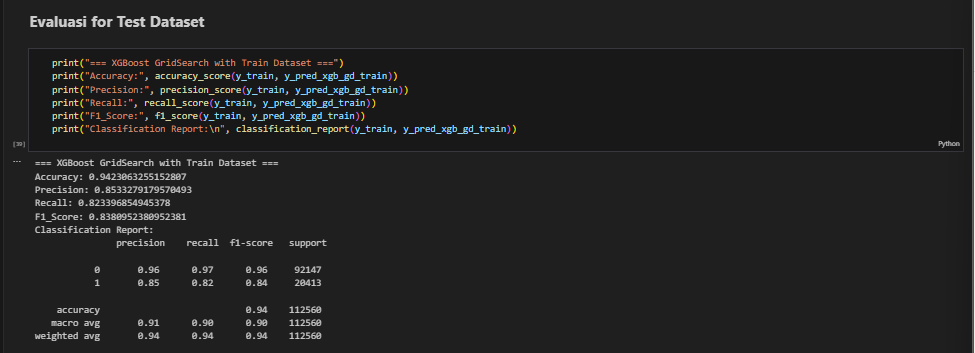 Evaluasi for Test Dataset
print("=== XGBoost GridSearch with Train Dataset ===")
print("Accuracy:", accuracy_score(y_train, y_pred_xgb_gd_train))
print("Precision:", precision_score(y_train, y_pred_xgb_gd_train))
print("Recall:", recall_score(y_train, y_pred_xgb_gd_train))
print("F1_Score:", f1_score(y_train, y_pred_xgb_gd_train))
print("Classification Report:\n", classification_report(y_train, y_pred_xgb_gd_train))
[39] Python
... === XGBoost GridSearch with Train Dataset ===
Accuracy: 0.9423063255152807
Precision: 0.8533279179570493
Recall: 0.823396854945378
F1_Score: 0.8380952380952381
Classification Report:
precision recall f1-score support
0 0.96 0.97 0.96 92147
1 0.85 0.82 0.84 20413
accuracy 0.94 112560
macro avg 0.91 0.90 0.90 112560
weighted avg 0.94 0.94 0.94 112560